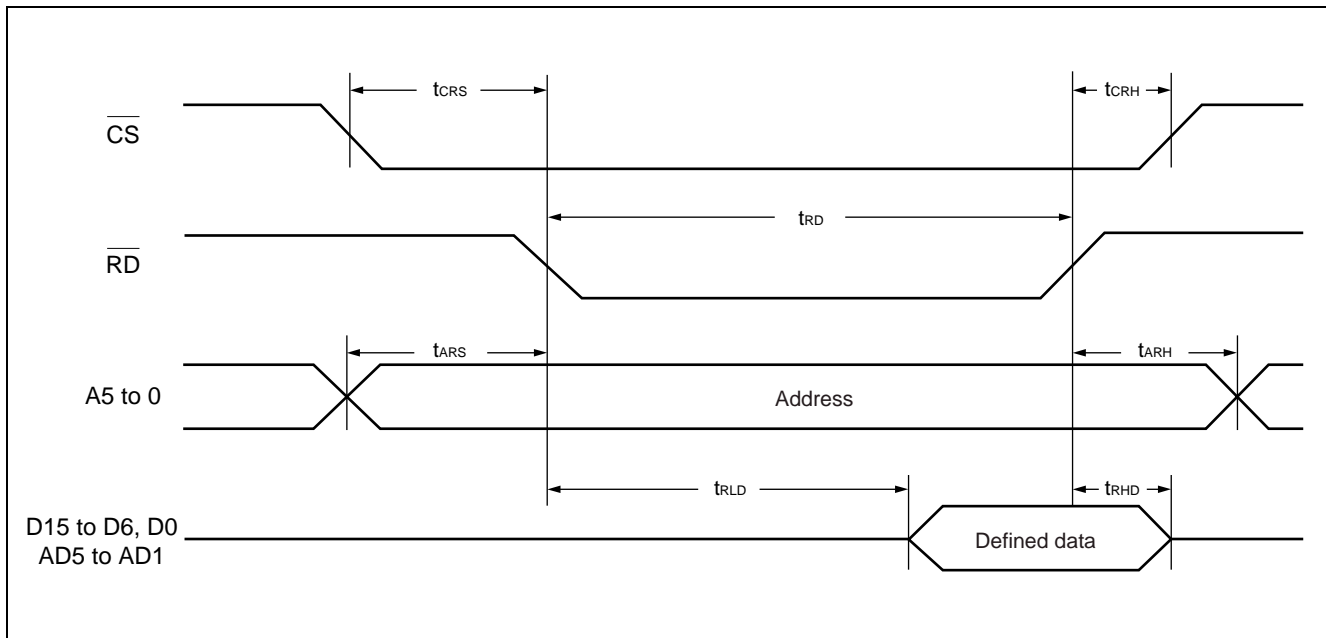 tCRS
tCRH
CS
tRD
RD
tARS
tARH
A5 to 0
Address
tRLD
tRHD
D15 to D6, D0
AD5 to AD1
Defined data